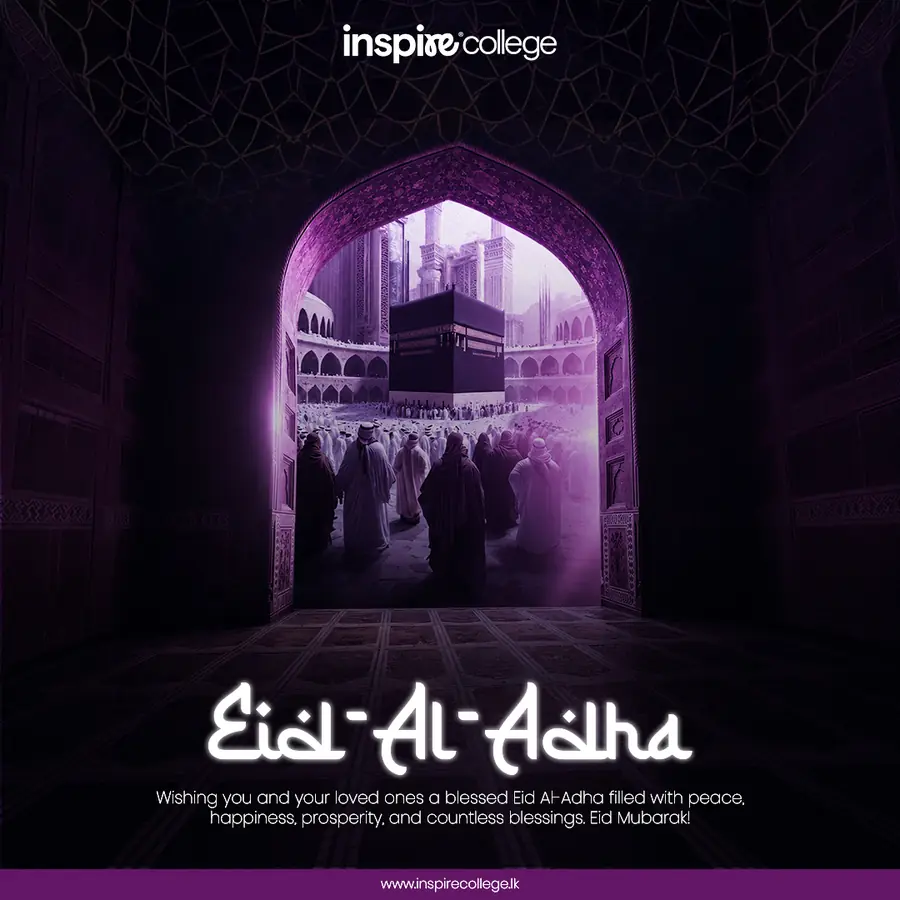 inspire® college
Eid-Al-Adha
Wishing you and your loved ones a blessed Eid Al-Adha filled with peace,
happiness, prosperity, and countless blessings. Eid Mubarak!
www.inspirecollege.lk